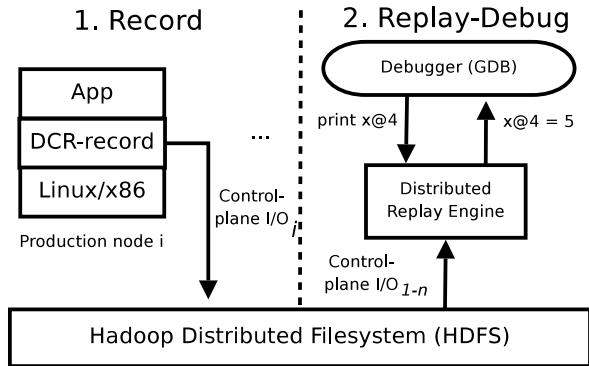 1. Record
App
DCR-record
Linux/x86
Production node i
...
Control-
plane I/O i
2. Replay-Debug
Debugger (GDB)
print x@4
x@4 = 5
Distributed
Replay Engine
Control-
plane I/O 1-n
Hadoop Distributed Filesystem (HDFS)